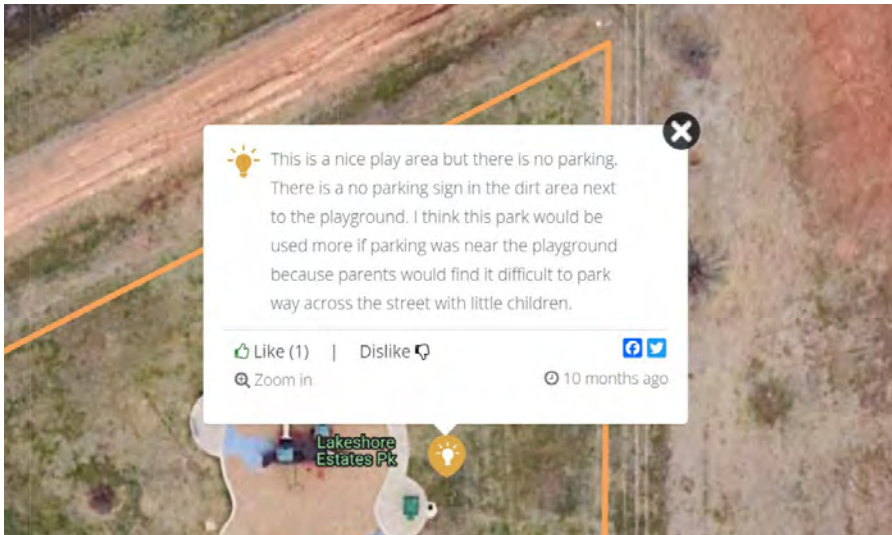 This is a nice play area but there is no parking.
There is a no parking sign in the dirt area next
to the playground. I think this park would be
used more if parking was near the playground
because parents would find it difficult to park
way across the street with little children.
Like (1) | Dislike
Zoom in
10 months ago
Lakeshore
Estates Pk